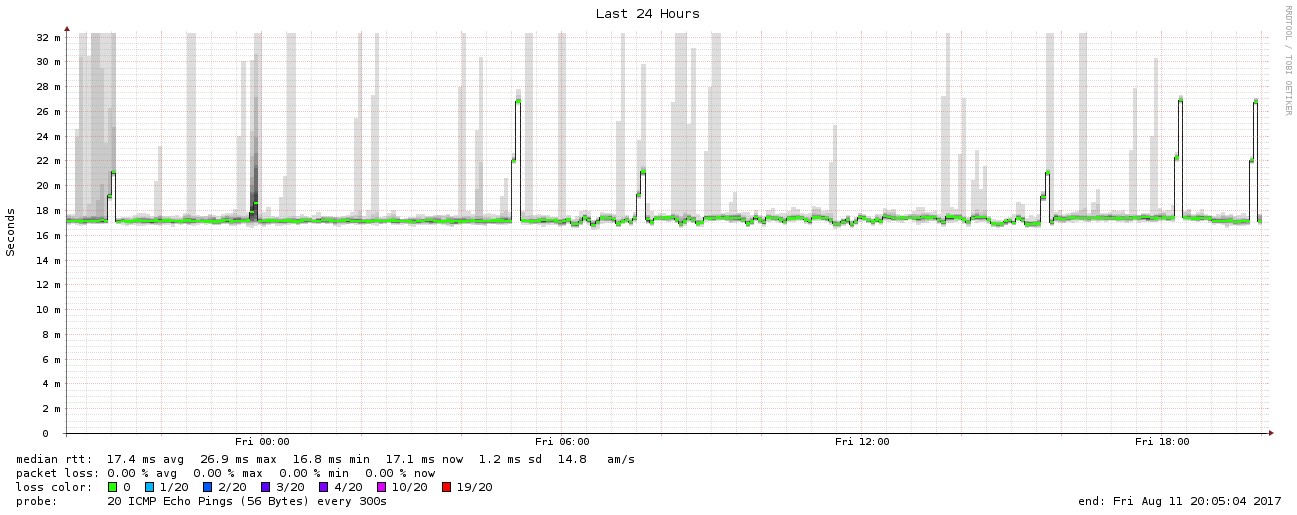 Last 24 Hours
RRDTOOL / TOBI OETIKER
Seconds
32 m
30 m
28 m
26 m
24 m
22 m
20 m
18 m
16 m
14 m
12 m
10 m
8 m
6 m
4 m
2 m
0
Fri 00:00 Fri 06:00 Fri 12:00 Fri 18:00
median rtt: 17.4 ms avg 26.9 ms max 16.8 ms min 17.1 ms now 1.2 ms sd 14.8 am/s
packet loss: 0.00 % avg 0.00 % max 0.00 % min 0.00 % now
loss color: 0 1/20 2/20 3/20 4/20 10/20 19/20
probe: 20 ICMP Echo Pings (56 Bytes) every 300s end: Fri Aug 11 20:05:04 2017